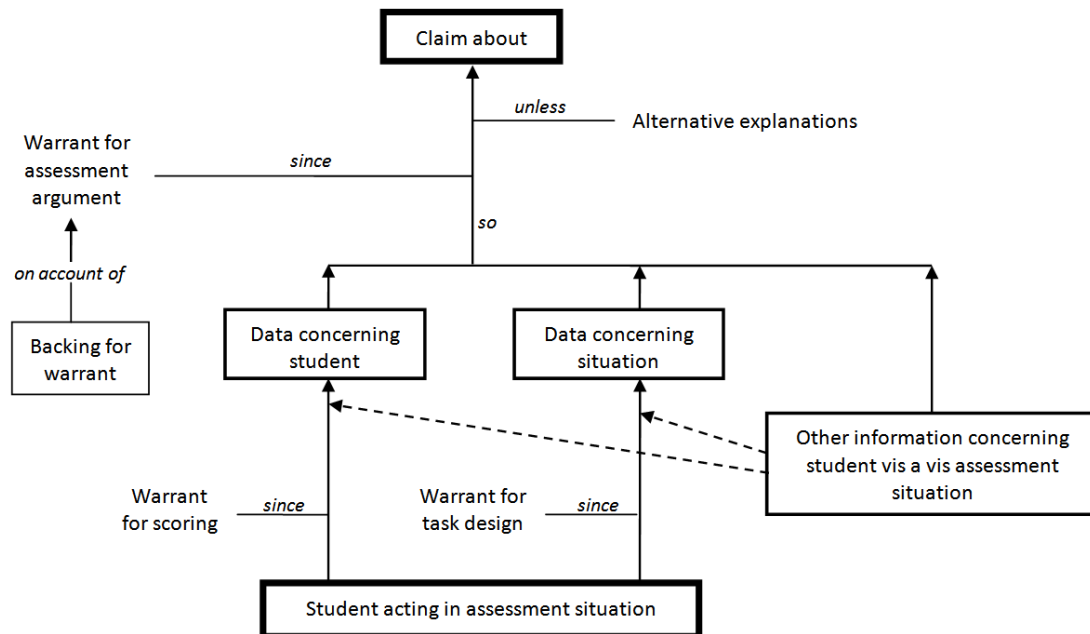 Claim about
unless
Alternative explanations
Warrant for
assessment
argument
since
so
on account of
Backing for
warrant
Data concerning
student
Data concerning
situation
Other information concerning
student vis a vis assessment
situation
Warrant
for scoring
since
Warrant for
task design
since
Student acting in assessment situation